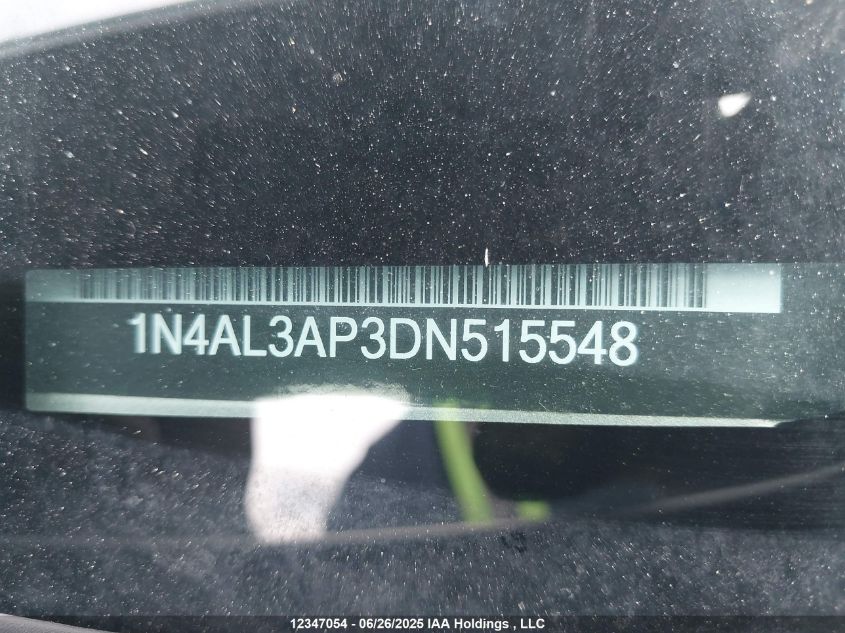 1N4AL3AP3DN515548
12347054 - 06/26/2025 IAA Holdings , LLC